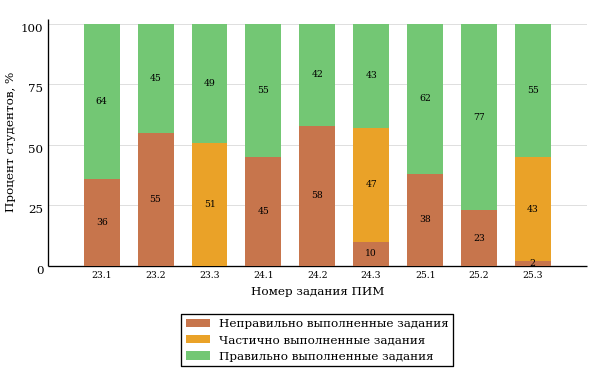 Процент студентов, %
100
75
50
25
0
64 45 49 55 42 43 62 77 55
36 55 51 45 58 47 38 23 43
10 2
23.1 23.2 23.3 24.1 24.2 24.3 25.1 25.2 25.3
Номер задания ПИМ
Неправильно выполненные задания
Частично выполненные задания
Правильно выполненные задания